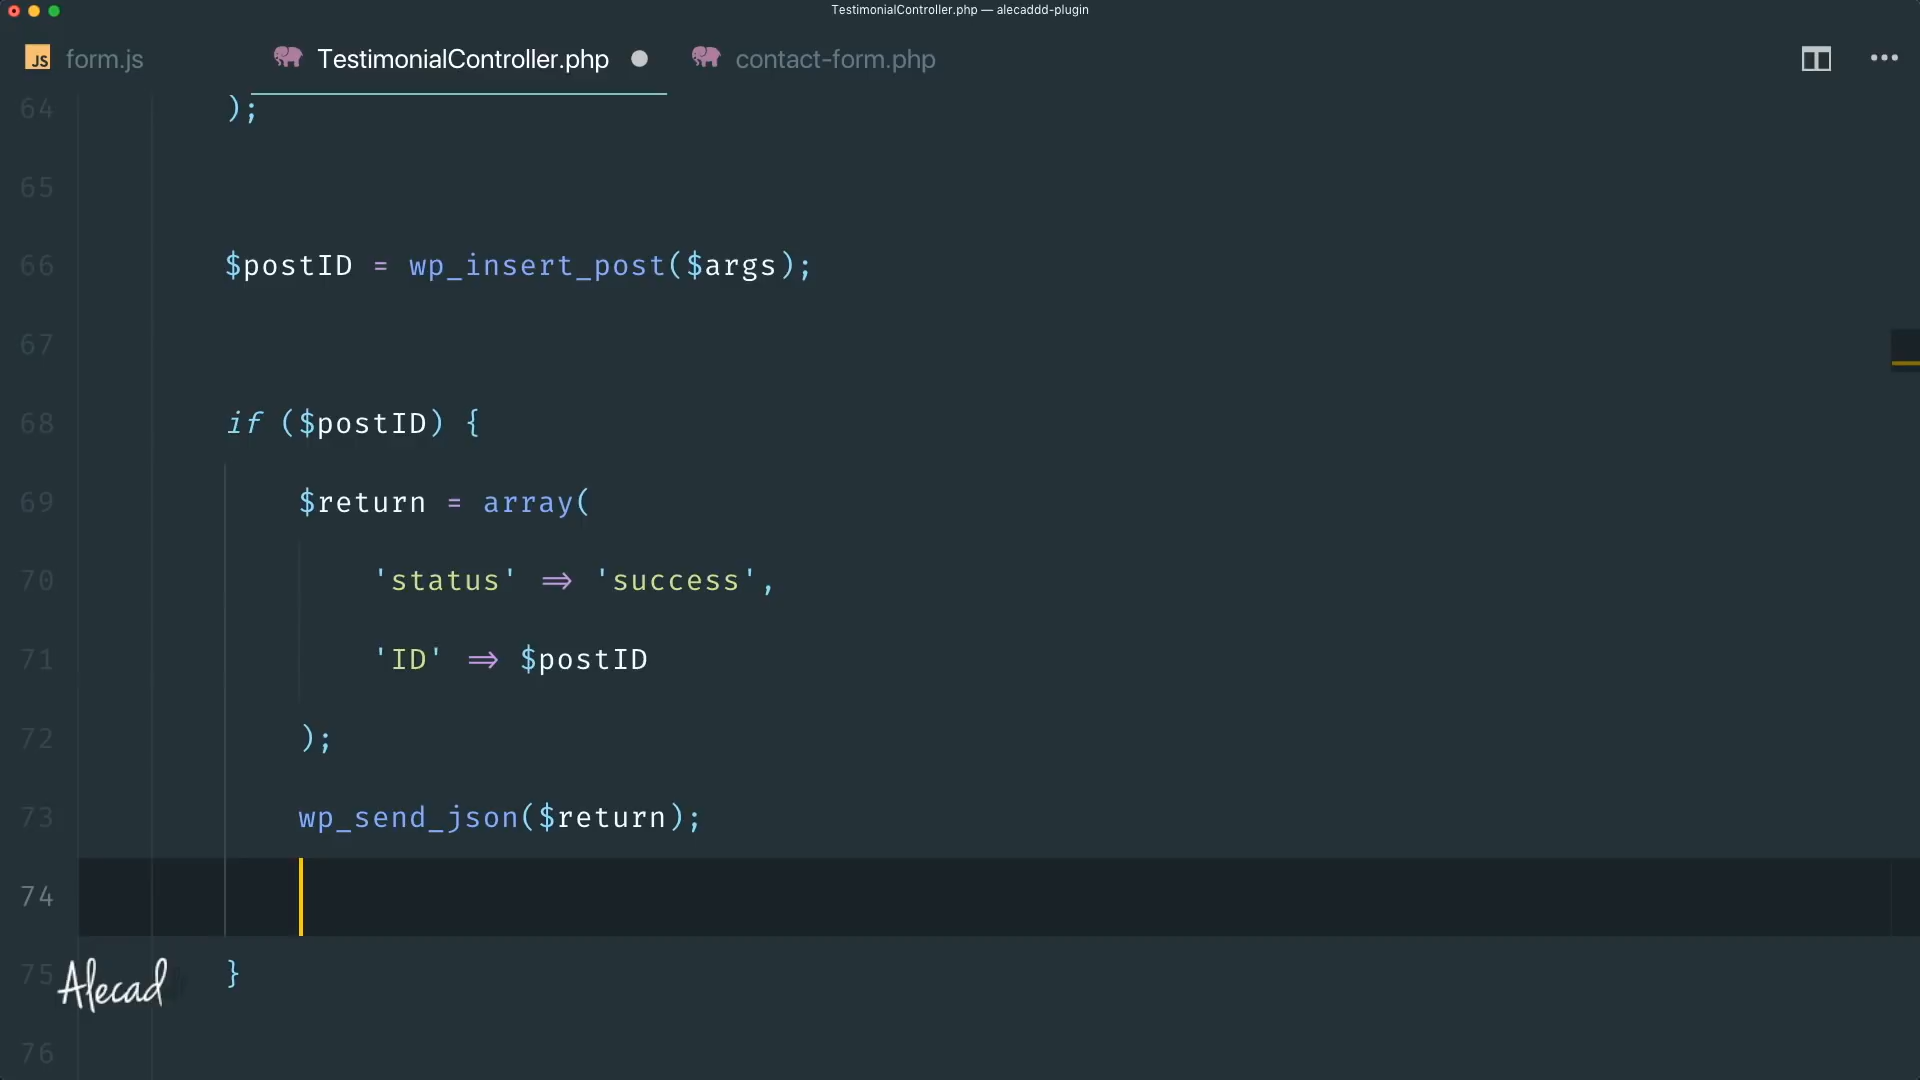 TestimonialController.php — alecaddd-plugin
JS form.js TestimonialController.php contact-form.php
64 );
65
66 $postID = wp_insert_post($args);
67
68 if ($postID) {
69 $return = array(
70 'status' => 'success',
71 'ID' => $postID
72 );
73 wp_send_json($return);
74
75 }
Alecad
76